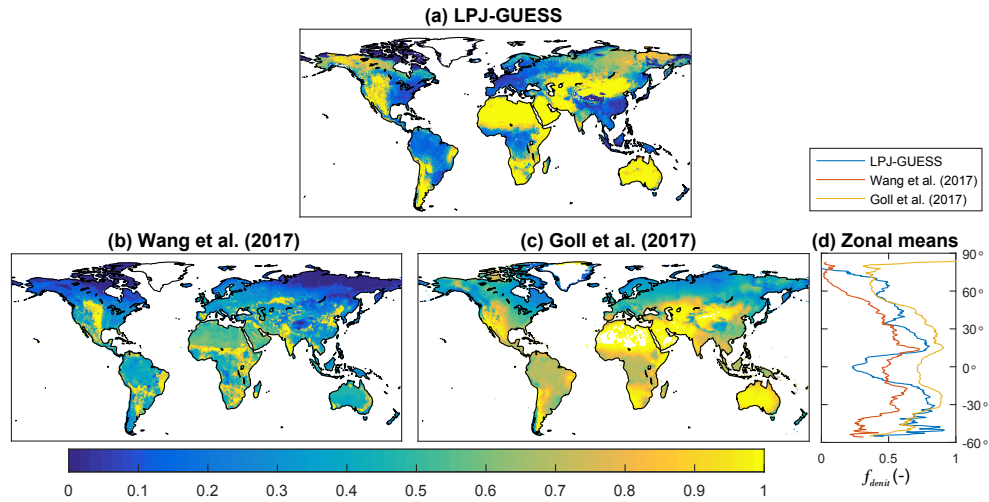 (a) LPJ-GUESS
LPJ-GUESS
Wang et al. (2017)
Goll et al. (2017)
(b) Wang et al. (2017)
(c) Goll et al. (2017)
(d) Zonal means
90°
60°
30°
0°
-30°
-60°
0 0.5 1
f_denit (-)
0 0.1 0.2 0.3 0.4 0.5 0.6 0.7 0.8 0.9 1